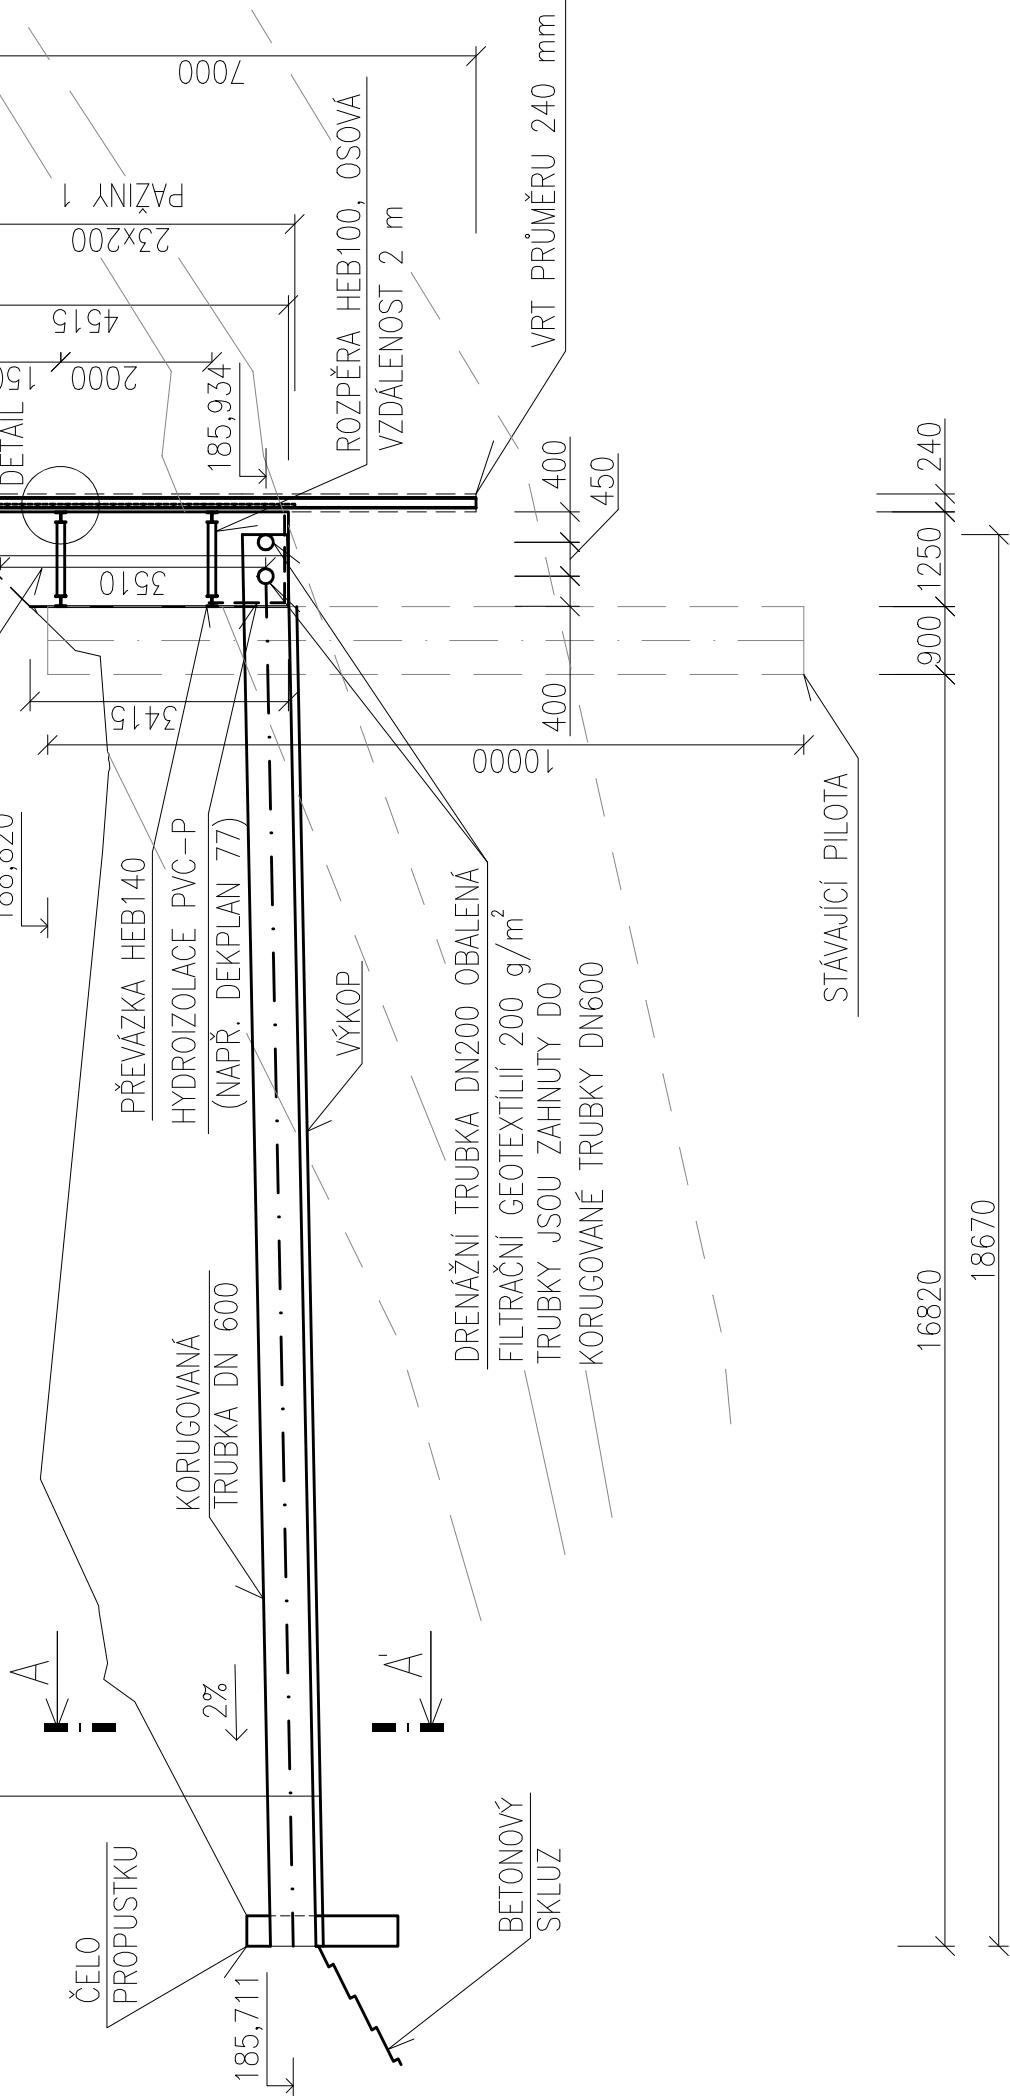 7000
PAŽINY 1
23x200
4515
2000
DETAIL
185,934
ROZPĚRA HEB100, OSOVÁ
VZDÁLENOST 2 m
VRT PRŮMĚRU 240 mm
3510
3415
10000
400
450
400
240
1250
900
16820
18670
STÁVAJÍCÍ PILOTA
PŘEVÁZKA HEB140
HYDROIZOLACE PVC-P
(NAPŘ. DEKPLAN 77)
VÝKOP
DRENÁŽNÍ TRUBKA DN200 OBALENÁ
FILTRAČNÍ GEOTEXTÍLIÍ 200 g/m²
TRUBKY JSOU ZAHNUTY DO
KORUGOVANÉ TRUBKY DN600
KORUGOVANÁ
TRUBKA DN 600
A
A'
2%
ČELO
PROPUSTKU
185,711
BETONOVÝ
SKLUZ